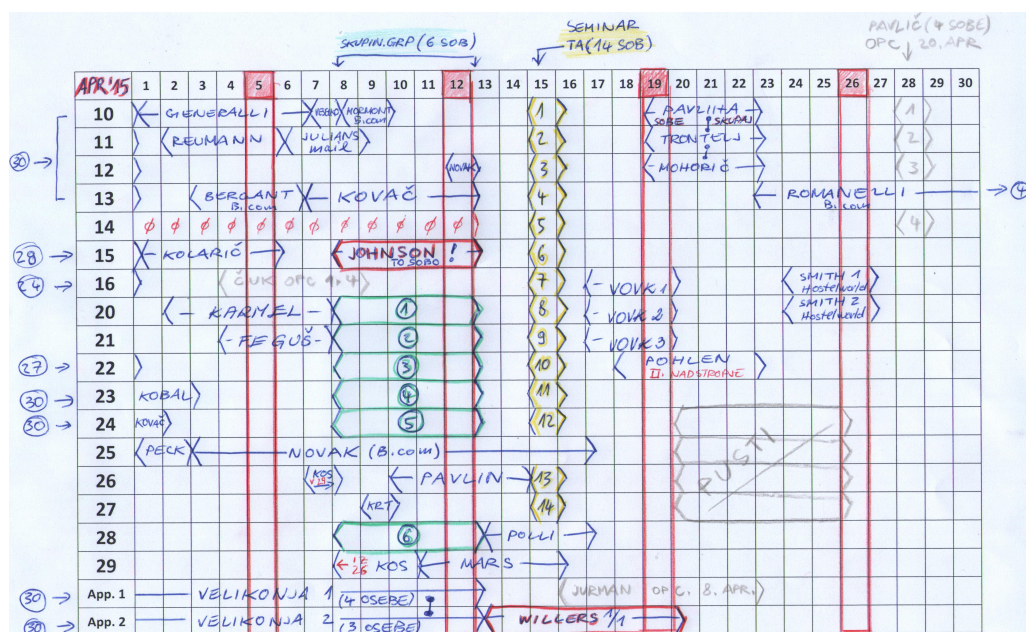 SEMINAR
TA (14 SOB)
SKUPIN. GRP (6 SOB)
PAVLIČ (4 SOBE)
OPC 20. APR
APR '15 1 2 3 4 5 6 7 8 9 10 11 12 13 14 15 16 17 18 19 20 21 22 23 24 25 26 27 28 29 30
10 GENERALLI HORMONT B.com 1 PAVLIHA 1
SOBE SKUPAJ
30 11 REUMANN JULIANS mail 2 TRONTELJ 2
12 NOVAK 3 MOHORIČ 3
13 BERGANT B.com KOVAČ 4 ROMANELLI B.com 4
14 ø ø ø ø ø ø ø ø ø ø ø ø 5 4
28 15 KOLARIČ JOHNSON ! TO SOBO 6
24 16 ČUK OPC 1.4 7 VOVK 1 SMITH 1 Hostelworld
20 KARMEL 1 8 VOVK 2 SMITH 2 Hostelworld
21 FEGUŠ 2 9 VOVK 3
27 22 3 10 POHLEN
II. NADSTROPJE
30 23 KOBAL 4 11
30 24 KOVAČ 5 12
25 PECK NOVAK (B.com)
PUSTI
26 KOS PAVLIN 13
27 KRT 14
28 6 POLLI
29 KOS MARS
30 App. 1 VELIKONJA 1 (4 OSEBE) JURMAN OPC. 8. APR.
30 App. 2 VELIKONJA 2 (3 OSEBE) WILLERS 1/1